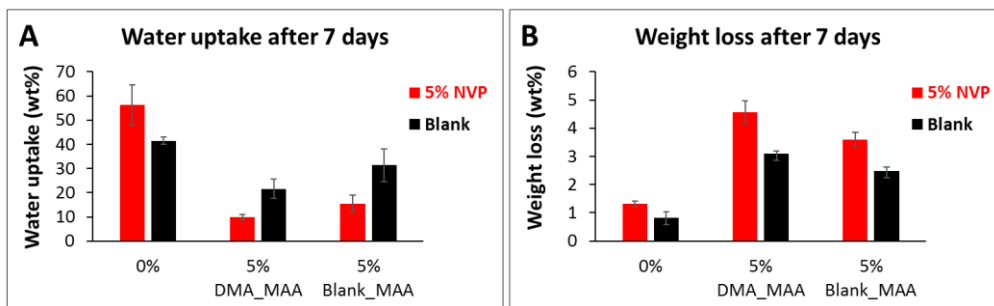 A
Water uptake after 7 days
Water uptake (wt%)
70
60
50
40
30
20
10
0
5% NVP
Blank
0%
5%
DMA_MAA
5%
Blank_MAA
B
Weight loss after 7 days
Weight loss (wt%)
6
5
4
3
2
1
0
5% NVP
Blank
0%
5%
DMA_MAA
5%
Blank_MAA